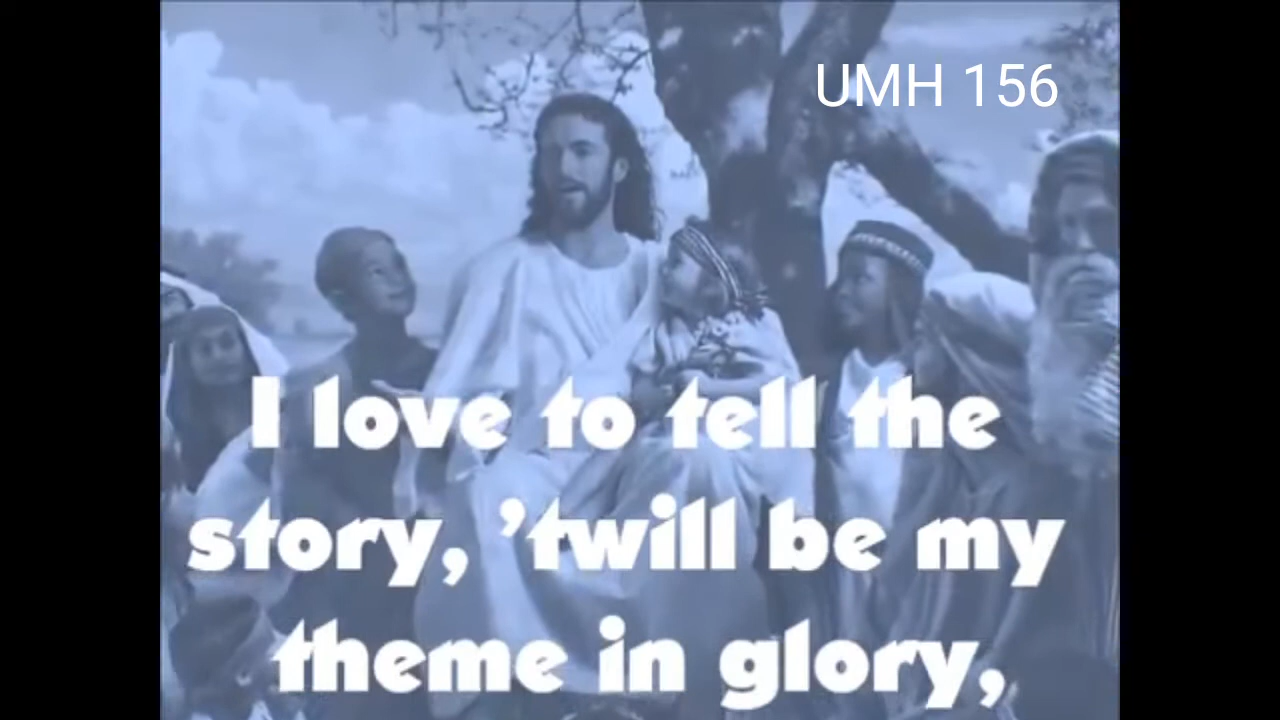 UMH 156
I love to tell the
story, ’twill be my
theme in glory,